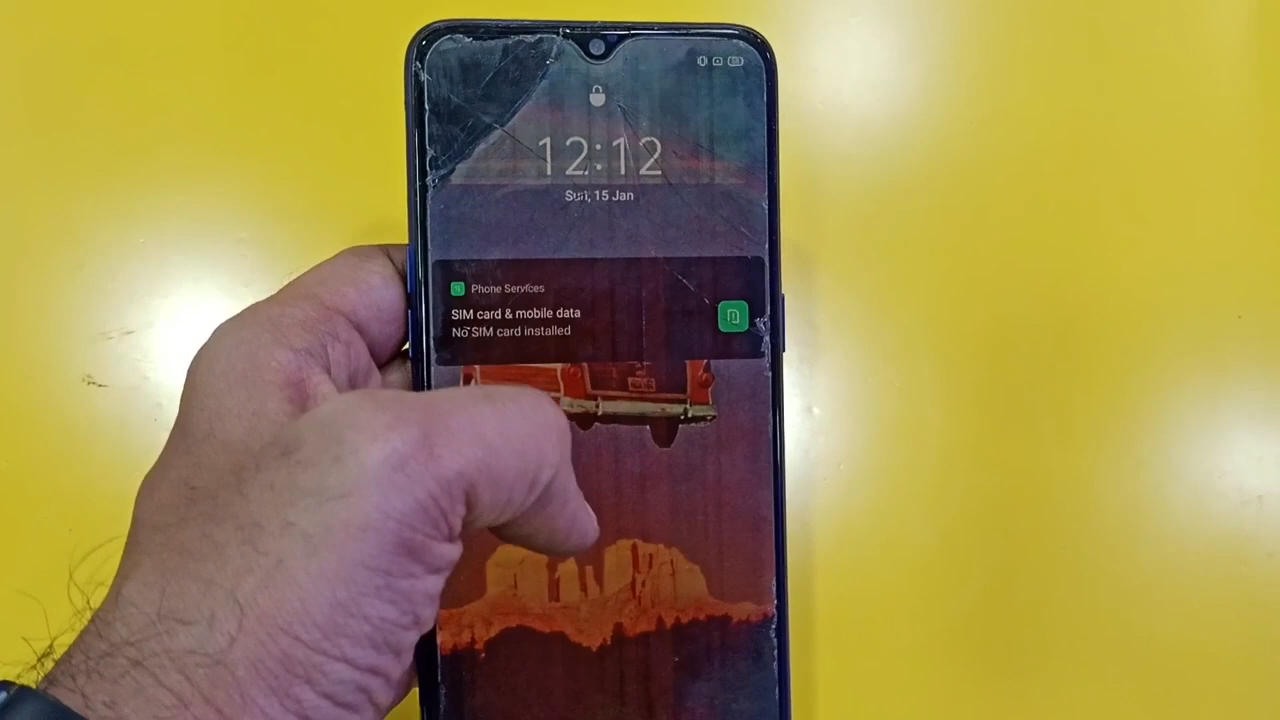 12:12
Sun, 15 Jan
Phone Services
SIM card & mobile data
No SIM card installed